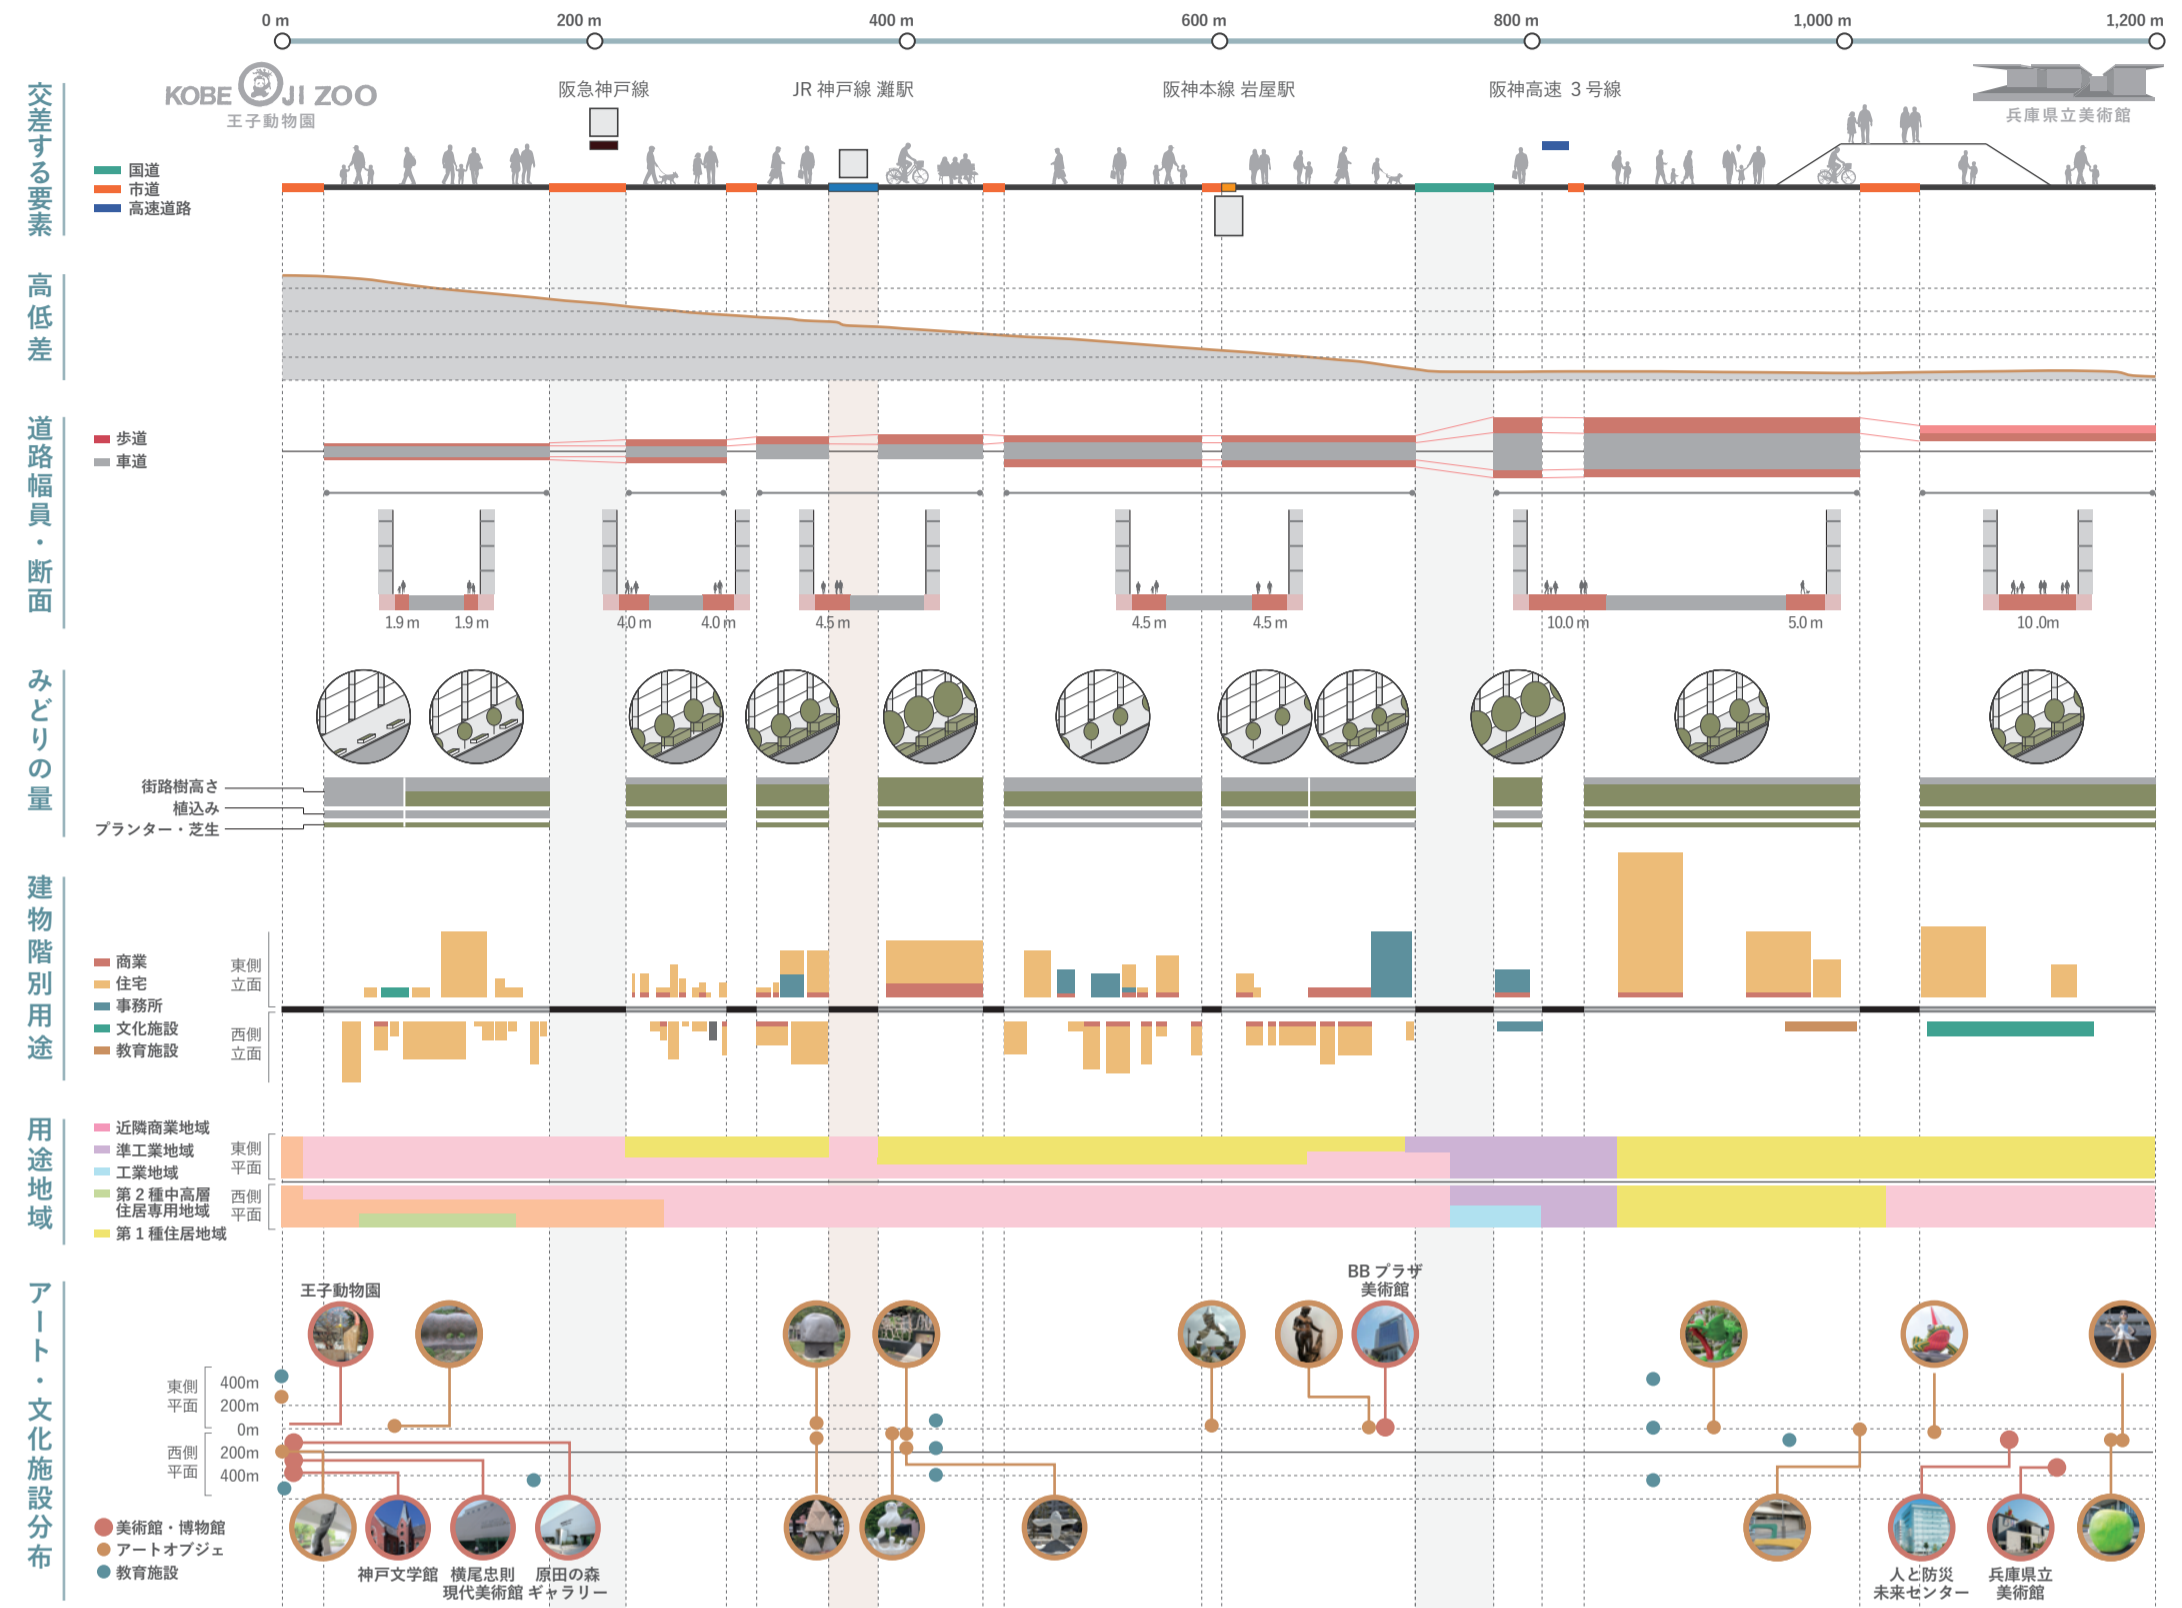 0 m
200 m
400 m
600 m
800 m
1,000 m
1,200 m
交差する要素
KOBE OJI ZOO
王子動物園
阪急神戸線
JR 神戸線 灘駅
阪神本線 岩屋駅
阪神高速 3 号線
兵庫県立美術館
国道
市道
高速道路
高低差
道路幅員・断面
歩道
車道
1.9 m
1.9 m
4.0 m
4.0 m
4.5 m
4.5 m
4.5 m
10.0 m
5.0 m
10 .0m
みどりの量
街路樹高さ
植込み
プランター・芝生
建物階別用途
商業
住宅
事務所
文化施設
教育施設
東側
立面
西側
立面
用途地域
近隣商業地域
準工業地域
工業地域
第 2 種中高層
住居専用地域
第 1 種住居地域
東側
平面
西側
平面
アート・文化施設分布
王子動物園
BB プラザ
美術館
東側
平面
400m
200m
0m
西側
平面
200m
400m
美術館・博物館
アートオブジェ
教育施設
神戸文学館
横尾忠則
現代美術館
原田の森
ギャラリー
人と防災
未来センター
兵庫県立
美術館